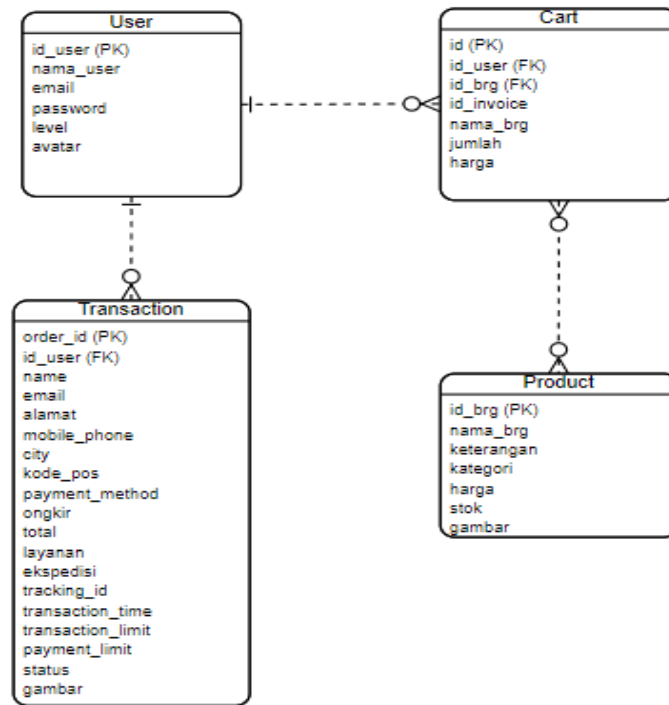 User
id_user (PK)
nama_user
email
password
level
avatar
Cart
id (PK)
id_user (FK)
id_brg (FK)
id_invoice
nama_brg
jumlah
harga
Transaction
order_id (PK)
id_user (FK)
name
email
alamat
mobile_phone
city
kode_pos
payment_method
ongkir
total
layanan
ekspedisi
tracking_id
transaction_time
transaction_limit
payment_limit
status
gambar
Product
id_brg (PK)
nama_brg
keterangan
kategori
harga
stok
gambar